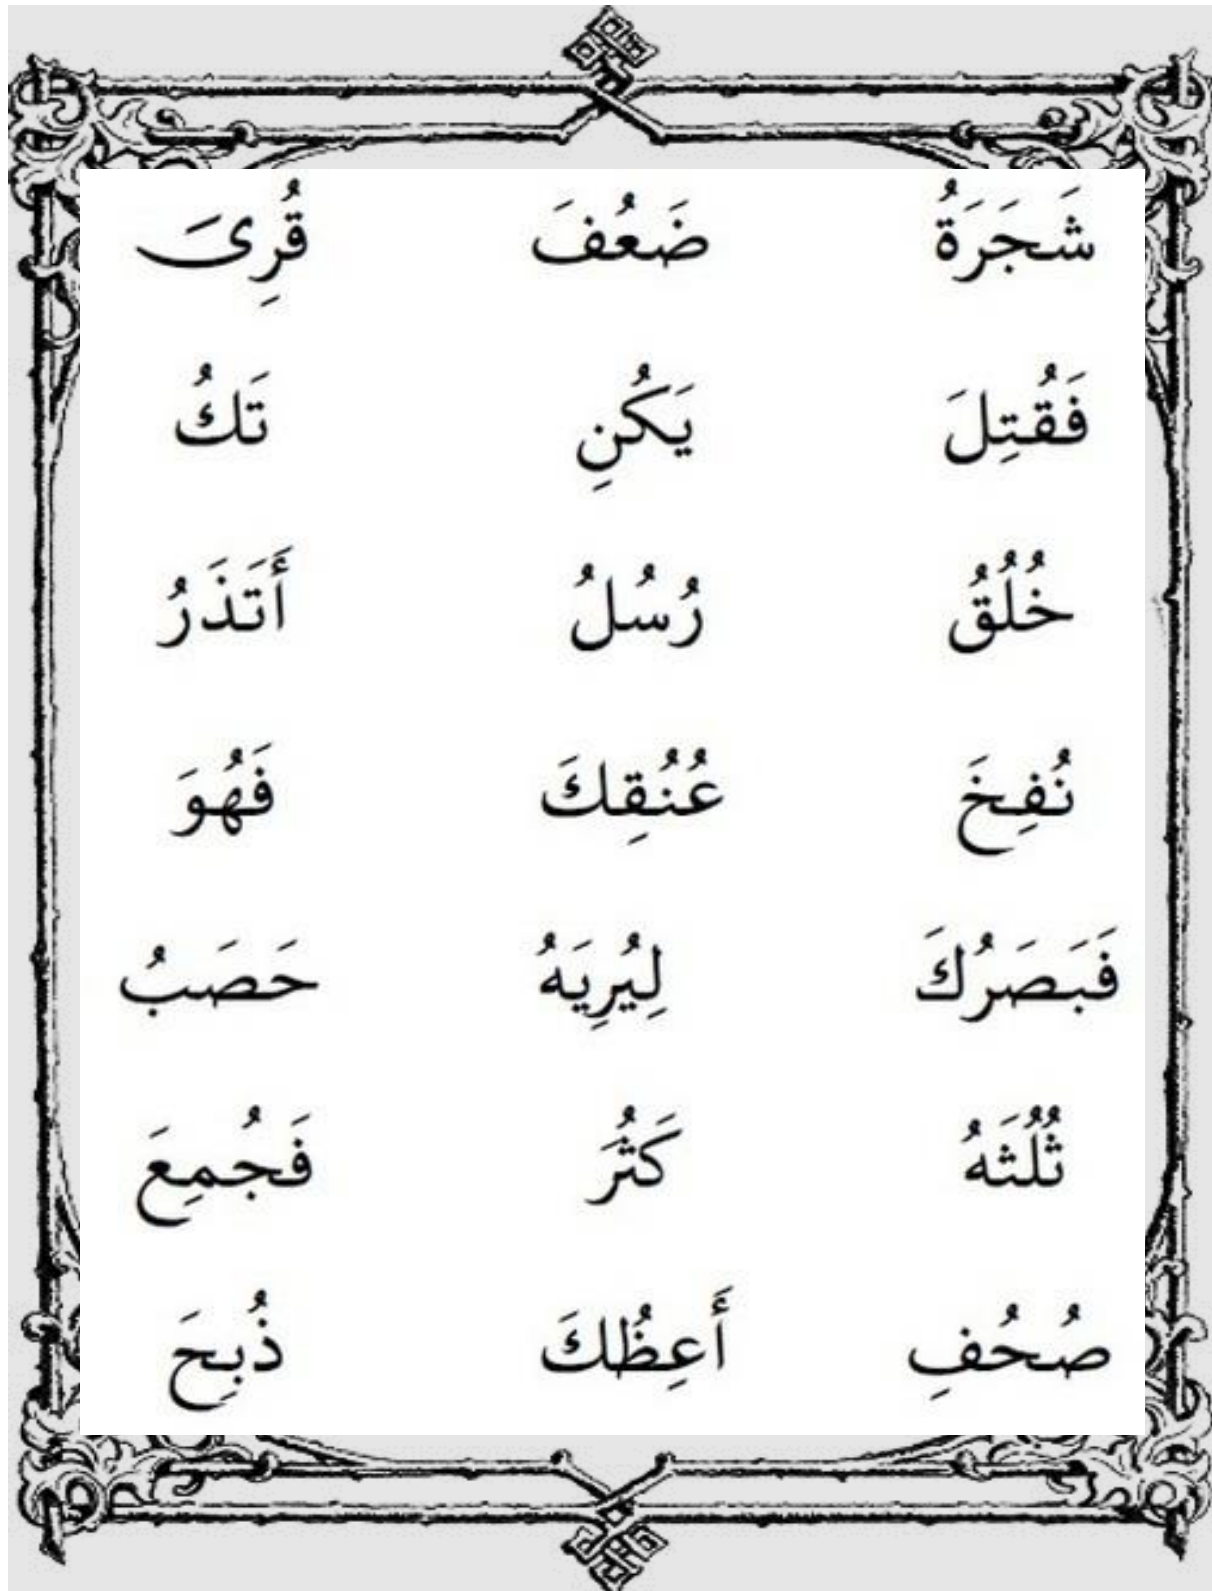 شَجَرَةُ ضَعُفَ قُرِىَ
فَقُتِلَ يَكُنِ تَكُ
خُلُقُ رُسُلُ أَتَذَرُ
نُفِخَ عُنُقِكَ فَهُوَ
فَبَصَرُكَ لِيُرِيَهُ حَصَبُ
ثُلُثَهُ كَثُرَ فَجُمِعَ
صُحُفِ أَعِظُكَ ذُبِحَ